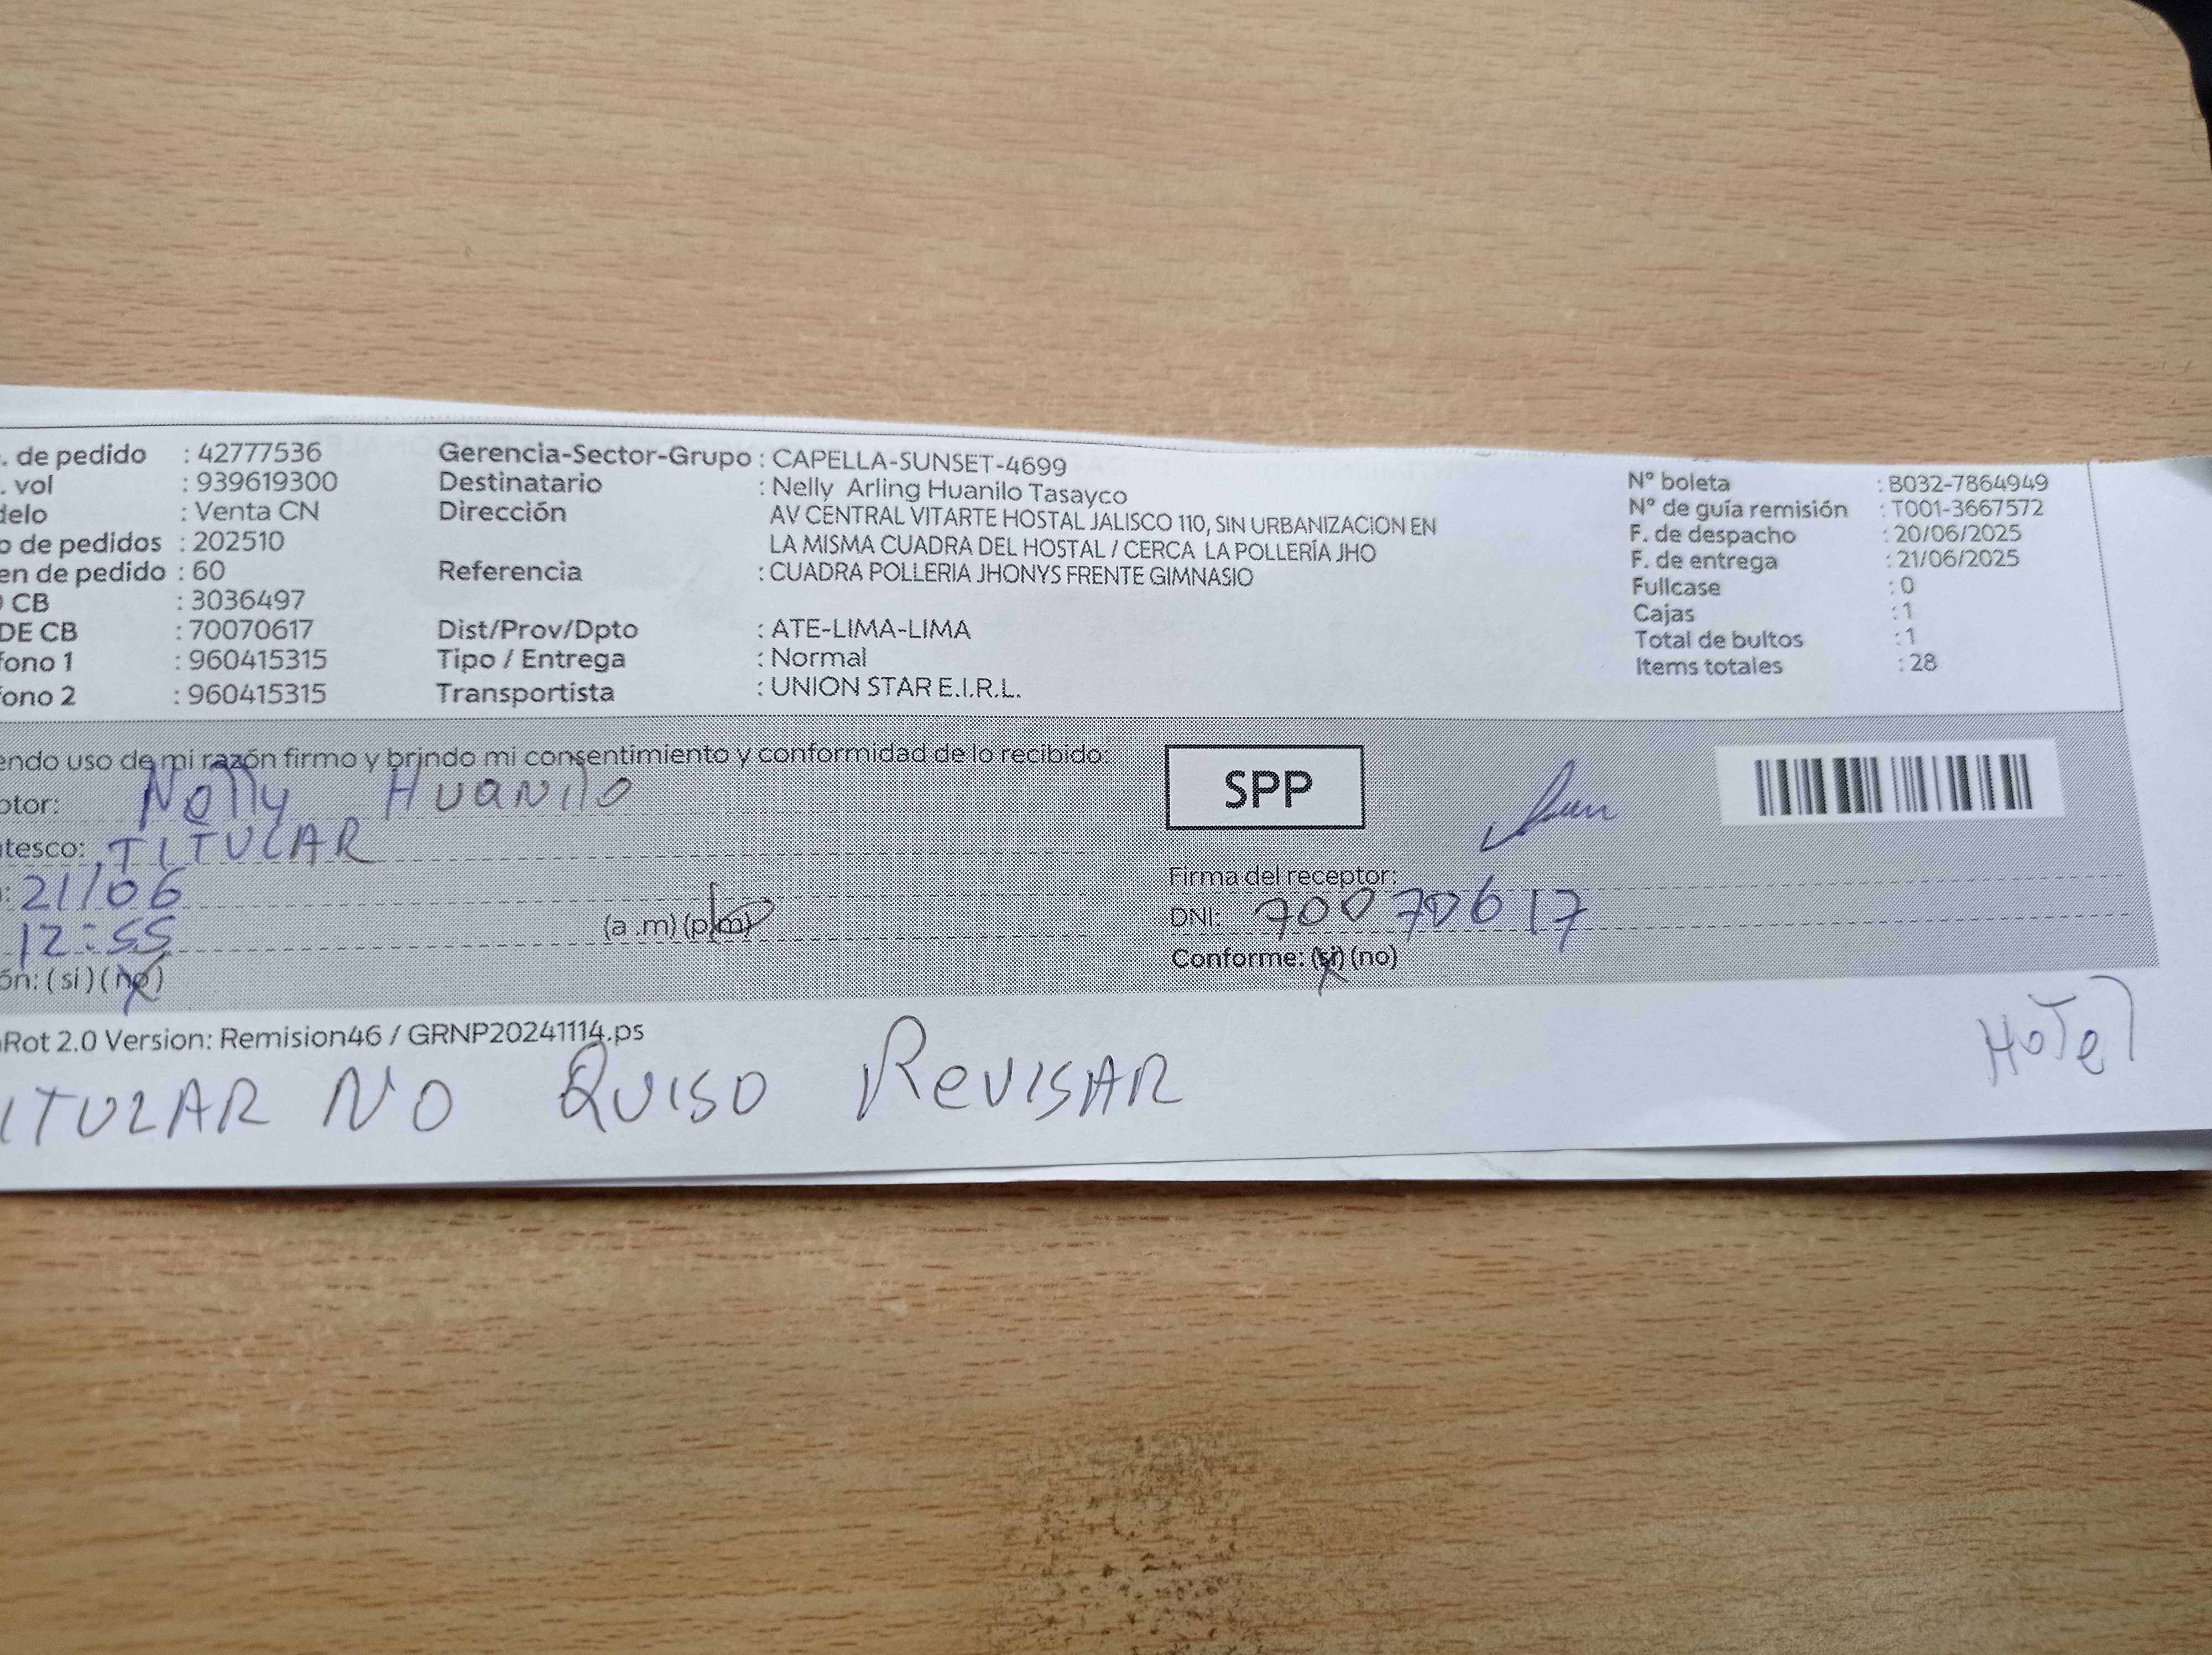 . de pedido : 42777536
. vol : 939619300
delo : Venta CN
o de pedidos : 202510
en de pedido : 60
CB : 3036497
DE CB : 70070617
fono 1 : 960415315
fono 2 : 960415315
Gerencia-Sector-Grupo : CAPELLA-SUNSET-4699
Destinatario : Nelly Arling Huanilo Tasayco
Dirección AV CENTRAL VITARTE HOSTAL JALISCO 110, SIN URBANIZACION EN
LA MISMA CUADRA DEL HOSTAL / CERCA LA POLLERÍA JHO
Referencia : CUADRA POLLERIA JHONYS FRENTE GIMNASIO
Dist/Prov/Dpto : ATE-LIMA-LIMA
Tipo / Entrega : Normal
Transportista : UNION STAR E.I.R.L.
N° boleta : B032-7864949
N° de guía remisión : T001-3667572
F. de despacho : 20/06/2025
F. de entrega : 21/06/2025
Fullcase : 0
Cajas : 1
Total de bultos : 1
Items totales : 28
endo uso de mi razón firmo y brindo mi consentimiento y conformidad de lo recibido:
ptor: Nelly Huanilo
tesco: TITULAR
: 21/06
12:55 (a .m) (p.m)
ón: (si) (no)
SPP
Firma del receptor:
DNI: 70070617
Conforme: (si) (no)
Rot 2.0 Version: Remision46 / GRNP20241114.ps
ITULAR NO QUISO REVISAR
HOTel